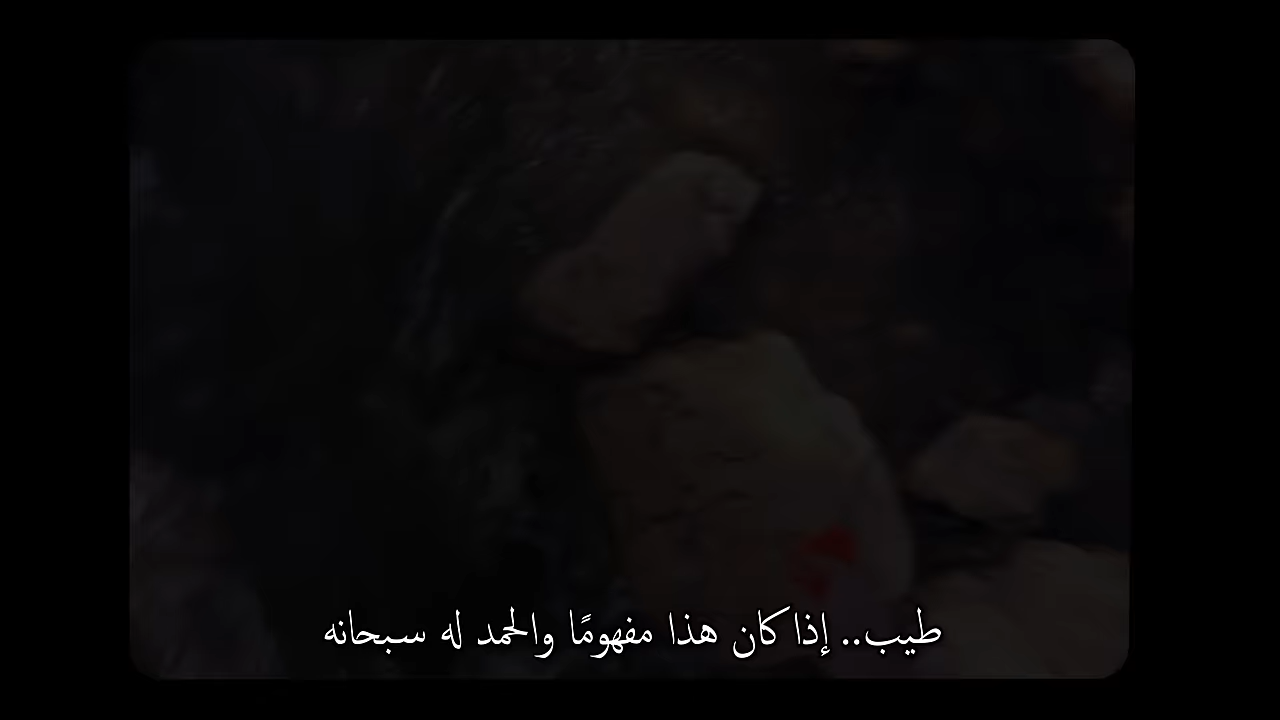 طيب.. إذا كان هذا مفهومًا والحمد له سبحانه